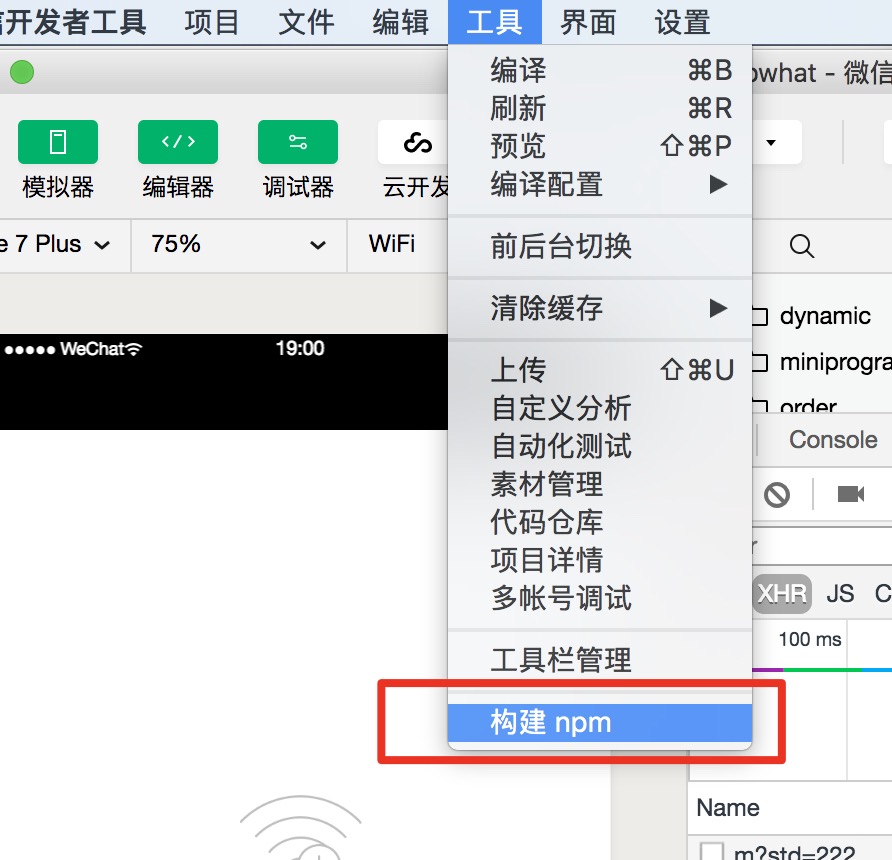 开发者工具 项目 文件 编辑 工具 界面 设置
编译 ⌘B
刷新 ⌘R
预览 ⇧⌘P
编译配置 ▶
前后台切换
清除缓存 ▶
上传 ⇧⌘U
自定义分析
自动化测试
素材管理
代码仓库
项目详情
多帐号调试
工具栏管理
构建 npm
owhat - 微信
模拟器 编辑器 调试器 云开发
e 7 Plus 75% WiFi
WeChat 19:00
dynamic
miniprogra
order
Console
XHR JS C
100 ms
Name
m?std=222